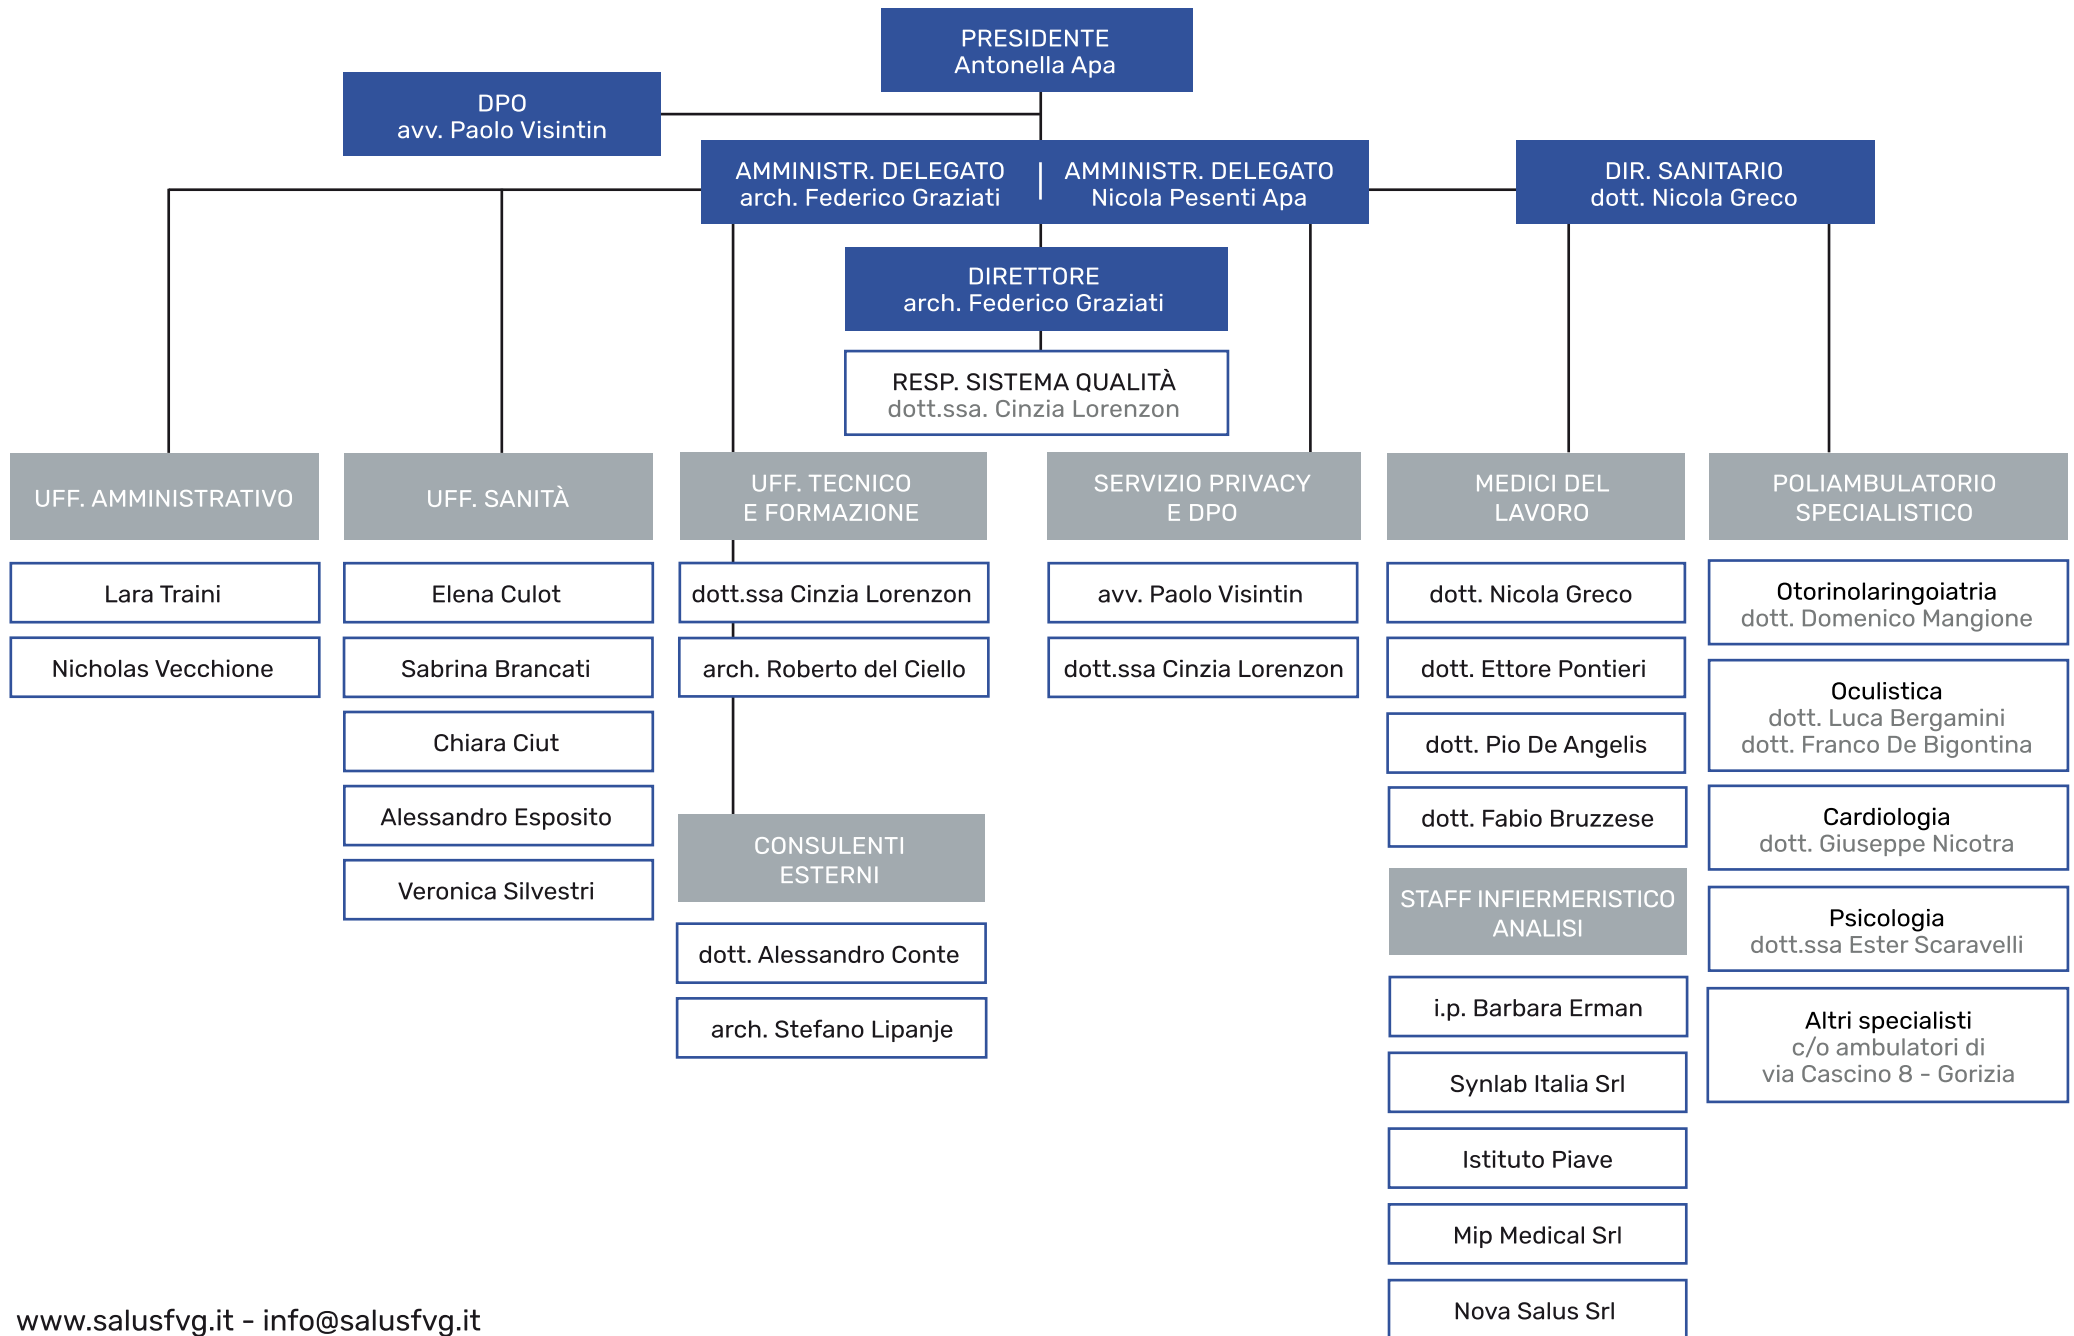 PRESIDENTE
Antonella Apa
DPO
avv. Paolo Visintin
AMMINISTR. DELEGATO
arch. Federico Graziati
AMMINISTR. DELEGATO
Nicola Pesenti Apa
DIR. SANITARIO
dott. Nicola Greco
DIRETTORE
arch. Federico Graziati
RESP. SISTEMA QUALITÀ
dott.ssa. Cinzia Lorenzon
UFF. AMMINISTRATIVO
Lara Traini
Nicholas Vecchione
UFF. SANITÀ
Elena Culot
Sabrina Brancati
Chiara Ciut
Alessandro Esposito
Veronica Silvestri
UFF. TECNICO
E FORMAZIONE
dott.ssa Cinzia Lorenzon
arch. Roberto del Ciello
CONSULENTI
ESTERNI
dott. Alessandro Conte
arch. Stefano Lipanje
SERVIZIO PRIVACY
E DPO
avv. Paolo Visintin
dott.ssa Cinzia Lorenzon
MEDICI DEL
LAVORO
dott. Nicola Greco
dott. Ettore Pontieri
dott. Pio De Angelis
dott. Fabio Bruzzese
STAFF INFIERMERISTICO
ANALISI
i.p. Barbara Erman
Synlab Italia Srl
Istituto Piave
Mip Medical Srl
Nova Salus Srl
POLIAMBULATORIO
SPECIALISTICO
Otorinolaringoiatria
dott. Domenico Mangione
Oculistica
dott. Luca Bergamini
dott. Franco De Bigontina
Cardiologia
dott. Giuseppe Nicotra
Psicologia
dott.ssa Ester Scaravelli
Altri specialisti
c/o ambulatori di
via Cascino 8 - Gorizia
www.salusfvg.it - info@salusfvg.it